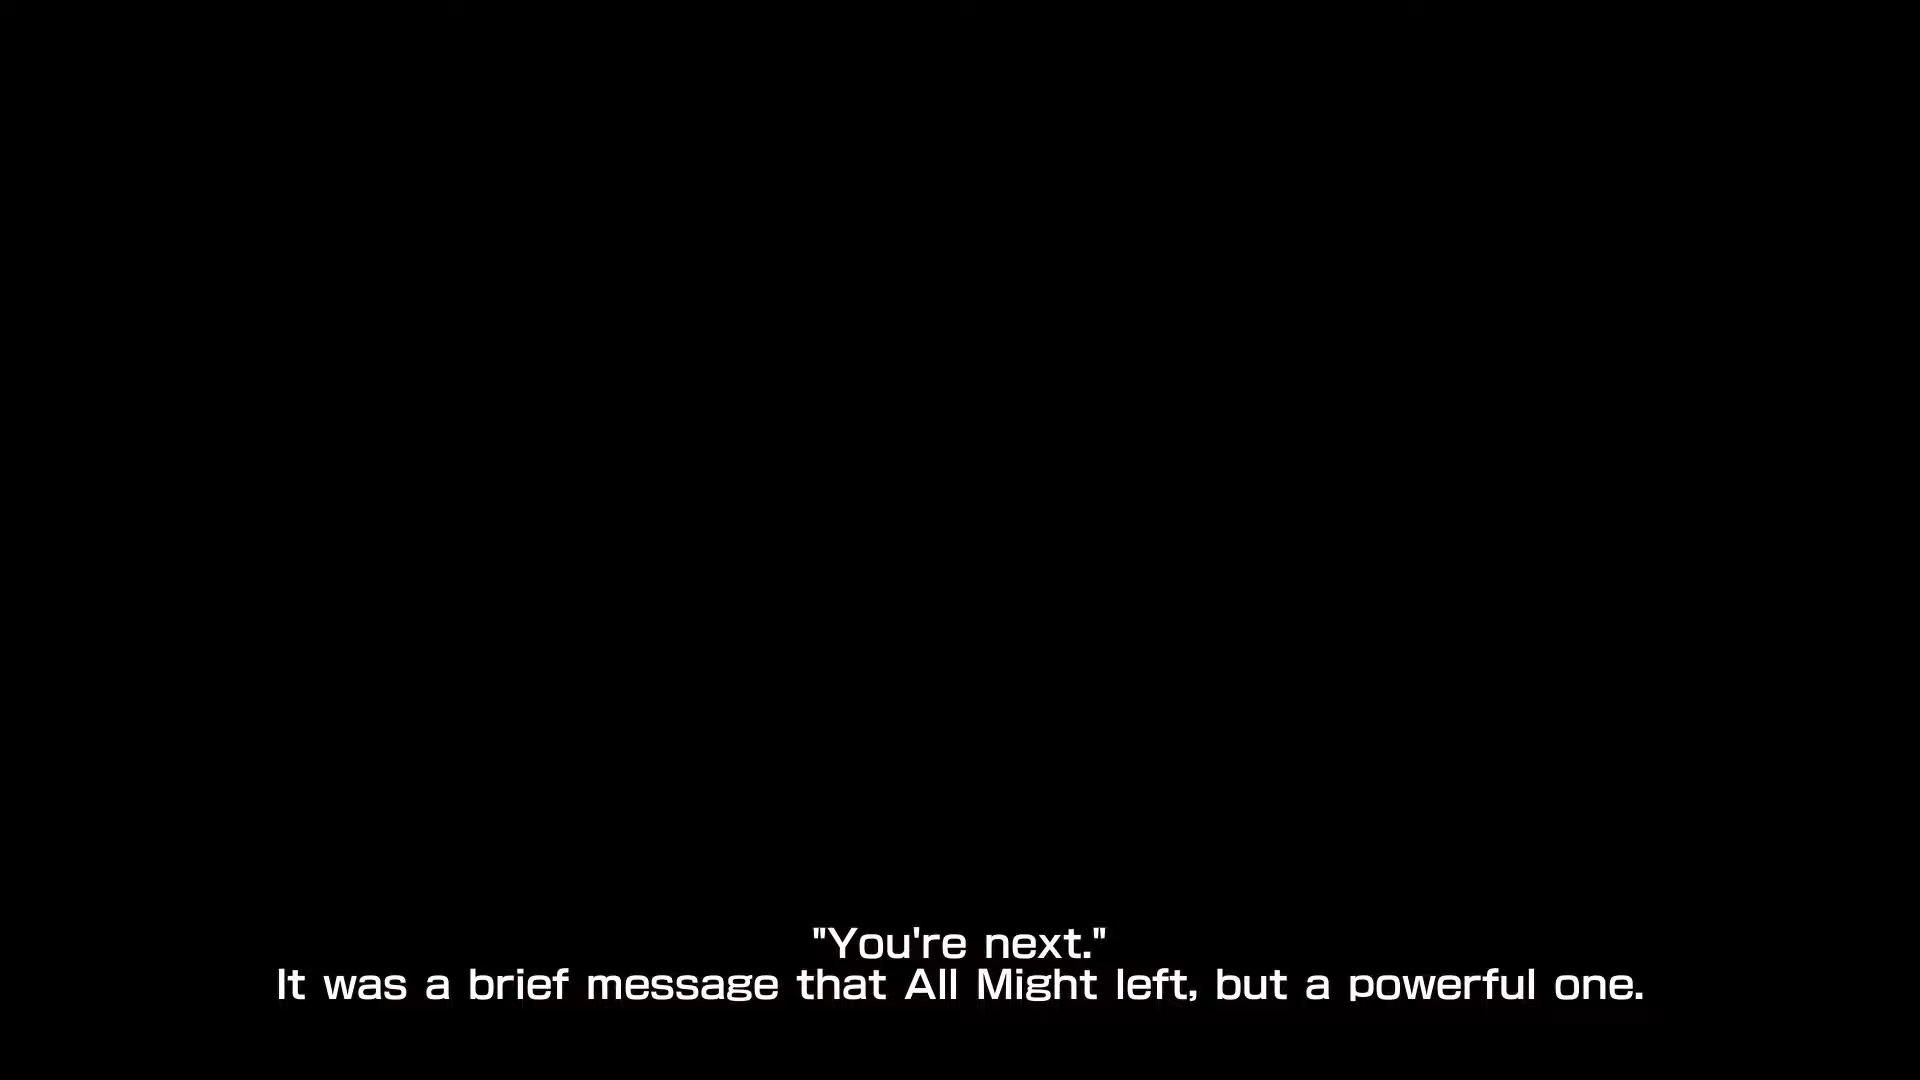 "You're next."
It was a brief message that All Might left, but a powerful one.